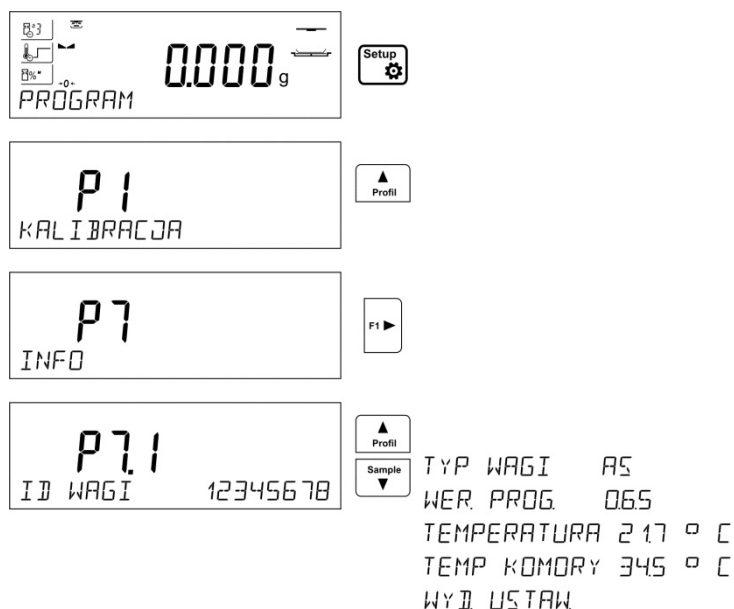 0.000 g
→0←
PROGRAM
Setup
P1
KALIBRACJA
Profil
P7
INFO
F1
P7.1
ID WAGI 12345678
Profil
Sample
TYP WAGI AS
WER. PROG. 0.6.5
TEMPERATURA 21.7 ° C
TEMP KOMORY 34.5 ° C
WYD. USTAW.